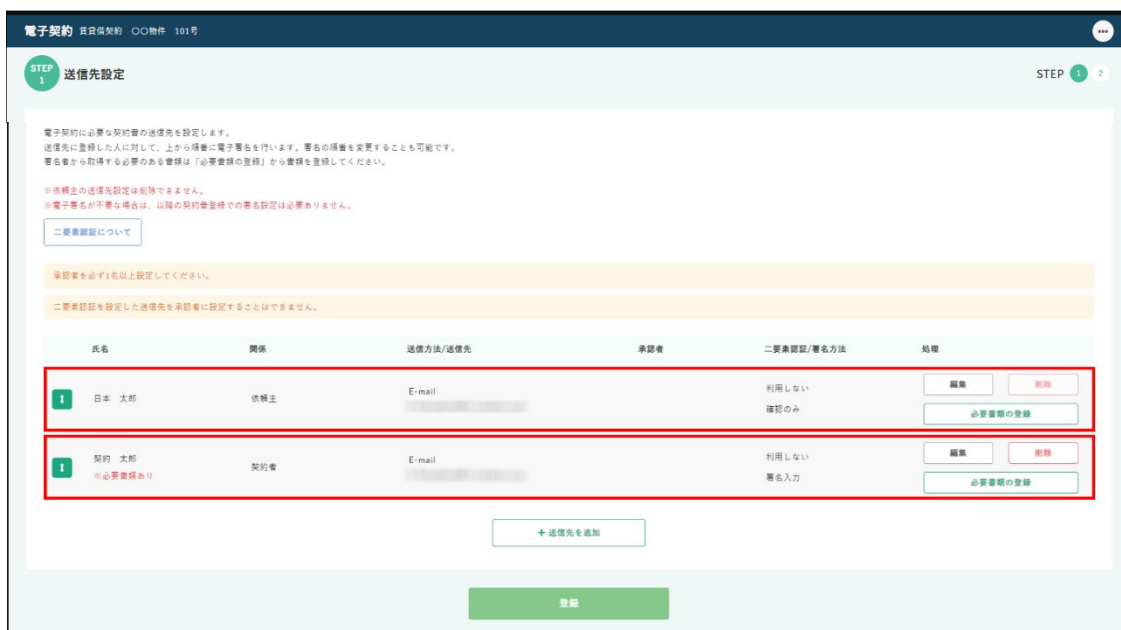 電子契約 賃貸借契約 〇〇物件 101号
STEP 1 送信先設定
STEP 1 2
電子契約に必要な契約書の送信先を設定します。
送信先に登録した人に対して、上から順番に電子署名を行います。署名の順番を変更することも可能です。
署名者から取得する必要のある書類は「必要書類の登録」から書類を登録してください。
※依頼主の送信先設定は削除できません。
※電子署名が不要な場合は、以降の契約書登録での署名設定は必要ありません。
二要素認証について
承認者を必ず1名以上設定してください。
二要素認証を設定した送信先を承認者に設定することはできません。
氏名 関係 送信方法/送信先 承認者 二要素認証/署名方法 処理
日本 太郎 依頼主 E-mail 利用しない 確認のみ 編集 削除
必要書類の登録
契約 太郎 契約者 E-mail 利用しない 署名入力 編集 削除
※必要書類あり
必要書類の登録
+ 送信先を追加
登録